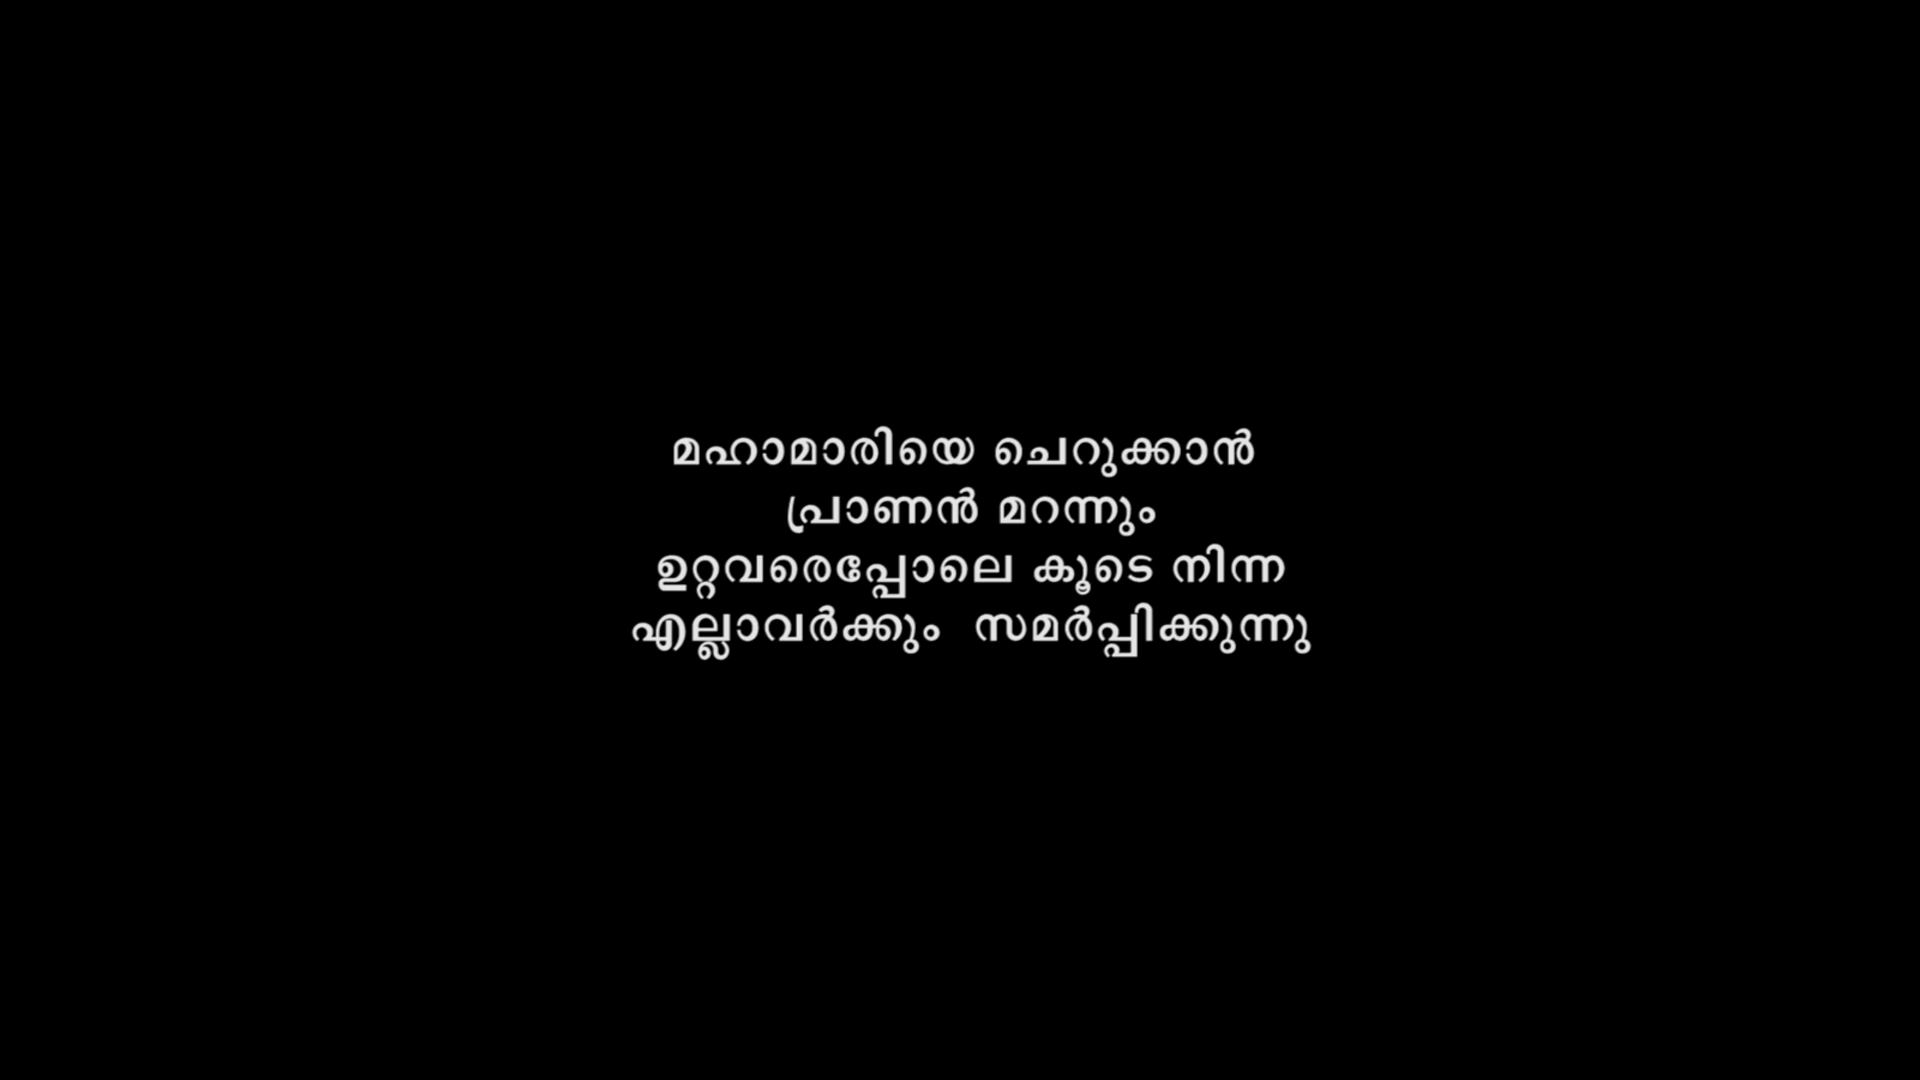 മഹാമാരിയെ ചെറുക്കാൻ
പ്രാണൻ മറന്നും
ഉറ്റവരെപ്പോലെ കൂടെ നിന്ന
എല്ലാവർക്കും സമർപ്പിക്കുന്നു